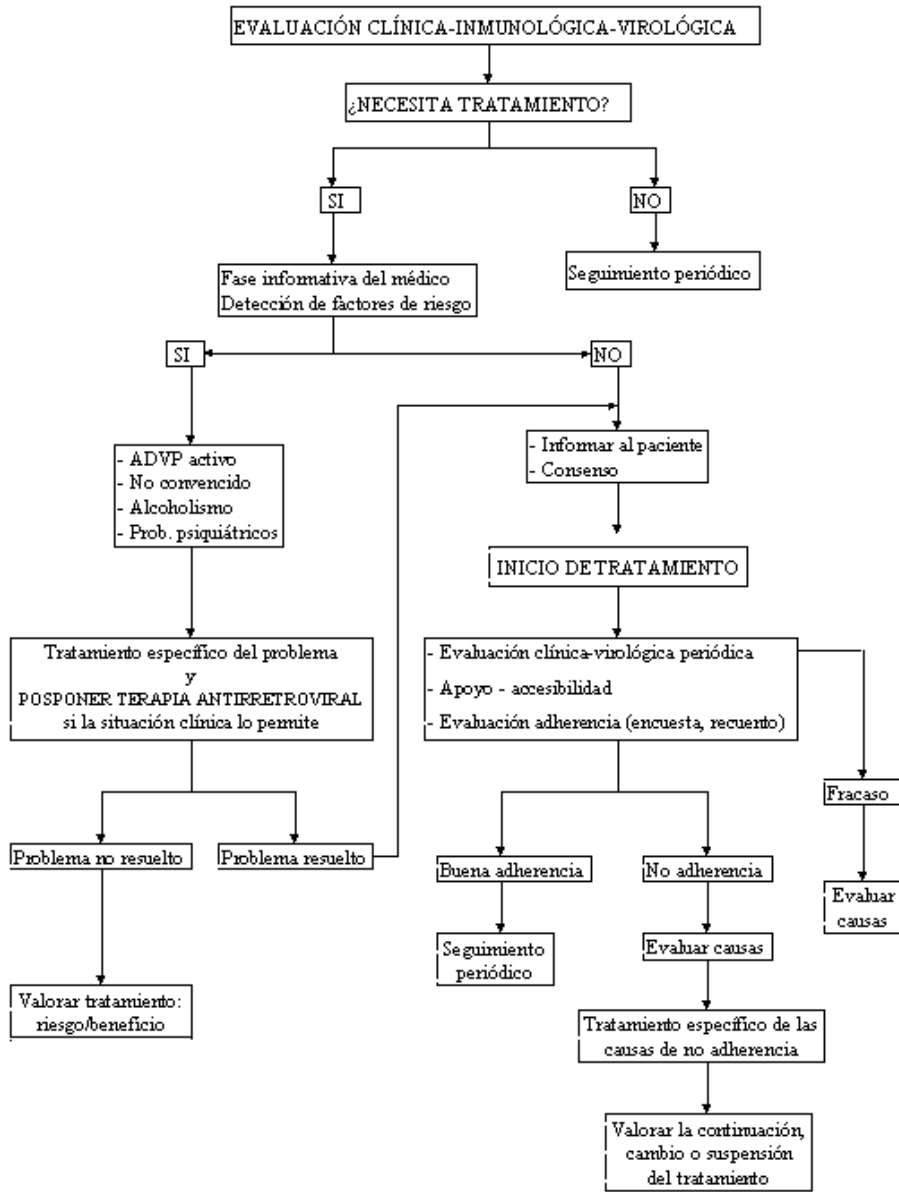 EVALUACIÓN CLÍNICA-INMUNOLÓGICA-VIROLÓGICA
¿NECESITA TRATAMIENTO?
SI
NO
Fase informativa del médico
Detección de factores de riesgo
Seguimiento periódico
SI
NO
- ADVP activo
- No convencido
- Alcoholismo
- Prob. psiquiátricos
- Informar al paciente
- Consenso
INICIO DE TRATAMIENTO
Tratamiento específico del problema
y
POSPONER TERAPIA ANTIRRETROVIRAL
si la situación clínica lo permite
- Evaluación clínica-virológica periódica
- Apoyo - accesibilidad
- Evaluación adherencia (encuesta, recuento)
Fracaso
Evaluar
causas
Problema no resuelto
Problema resuelto
Buena adherencia
No adherencia
Seguimiento
periódico
Evaluar causas
Valorar tratamiento:
riesgo/beneficio
Tratamiento específico de las
causas de no adherencia
Valorar la continuación,
cambio o suspensión
del tratamiento